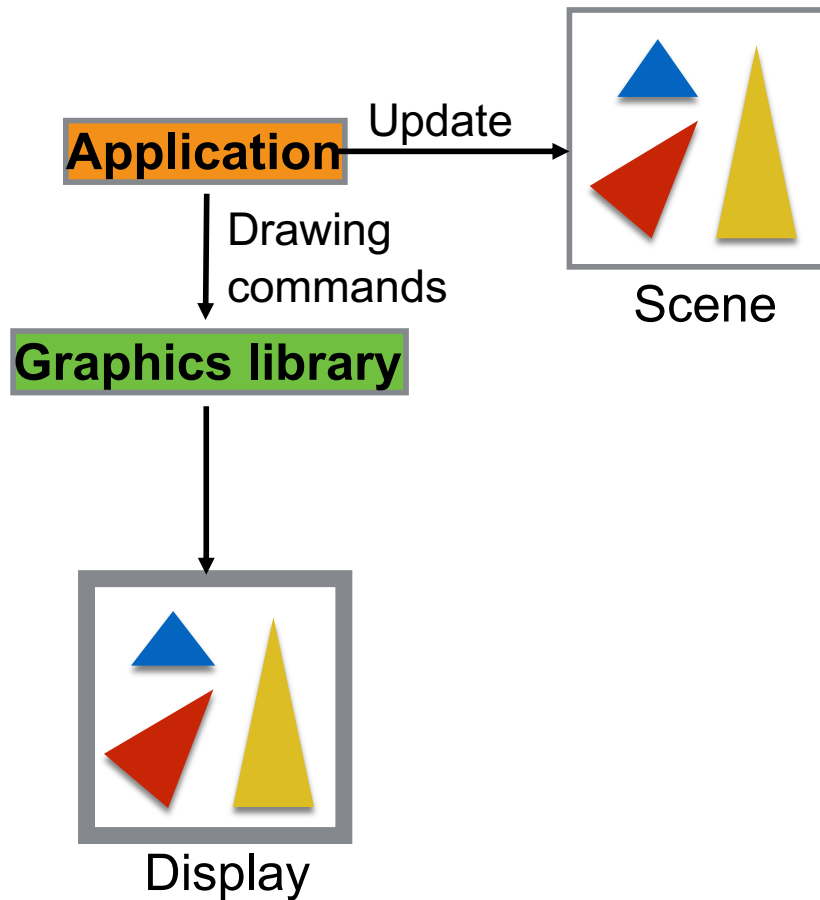 Application
Update
Drawing
commands
Scene
Graphics library
Display